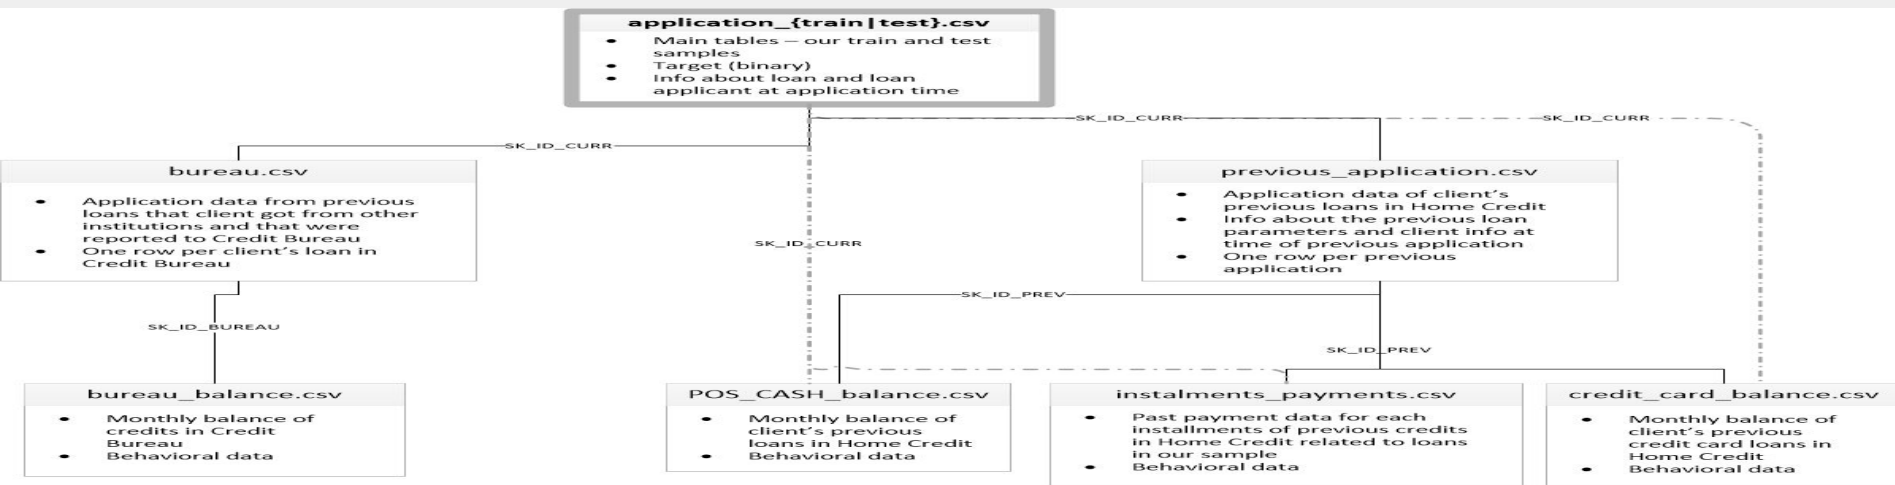 application_{train|test}.csv
• Main tables – our train and test
samples
• Target (binary)
• Info about loan and loan
applicant at application time
SK_ID_CURR
SK_ID_CURR
SK_ID_CURR
bureau.csv
• Application data from previous
loans that client got from other
institutions and that were
reported to Credit Bureau
• One row per client's loan in
Credit Bureau
previous_application.csv
• Application data of client's
previous loans in Home Credit
• Info about the previous loan
parameters and client info at
time of previous application
• One row per previous
application
SK_ID_CURR
SK_ID_PREV
SK_ID_BUREAU
SK_ID_PREV
bureau_balance.csv
• Monthly balance of
credits in Credit
Bureau
• Behavioral data
POS_CASH_balance.csv
• Monthly balance of
client's previous
loans in Home Credit
• Behavioral data
instalments_payments.csv
• Past payment data for each
installments of previous credits
in Home Credit related to loans
in our sample
• Behavioral data
credit_card_balance.csv
• Monthly balance of
client's previous
credit card loans in
Home Credit
• Behavioral data